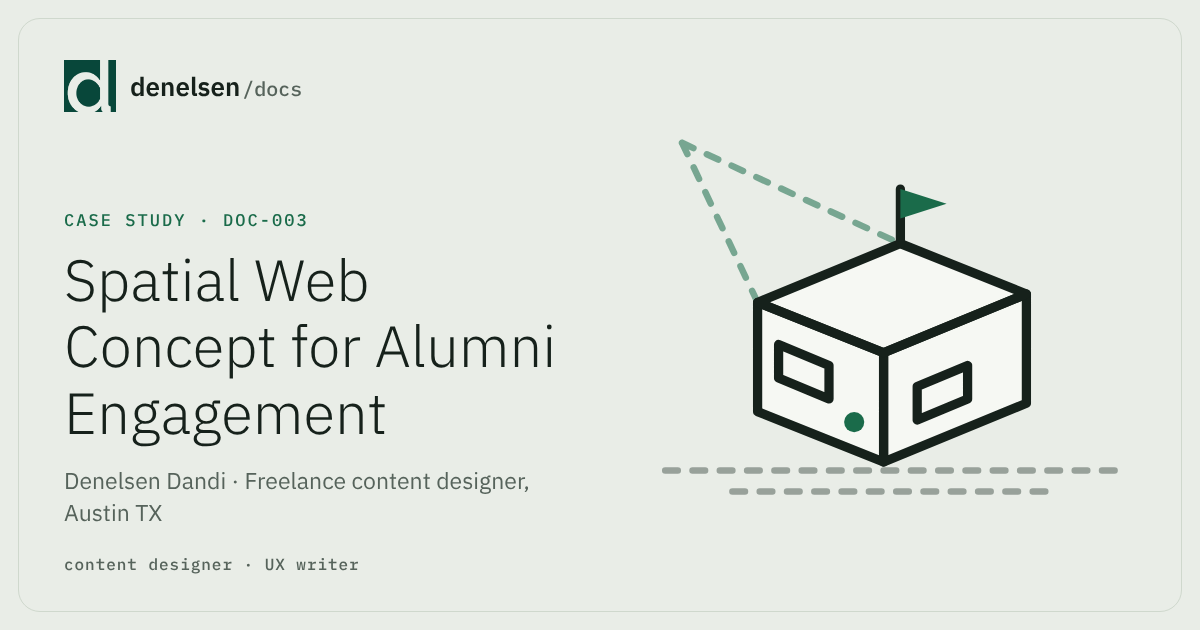 d denelsen/docs
CASE STUDY · DOC-003
Spatial Web
Concept for Alumni
Engagement
Denelsen Dandi · Freelance content designer,
Austin TX
content designer · UX writer